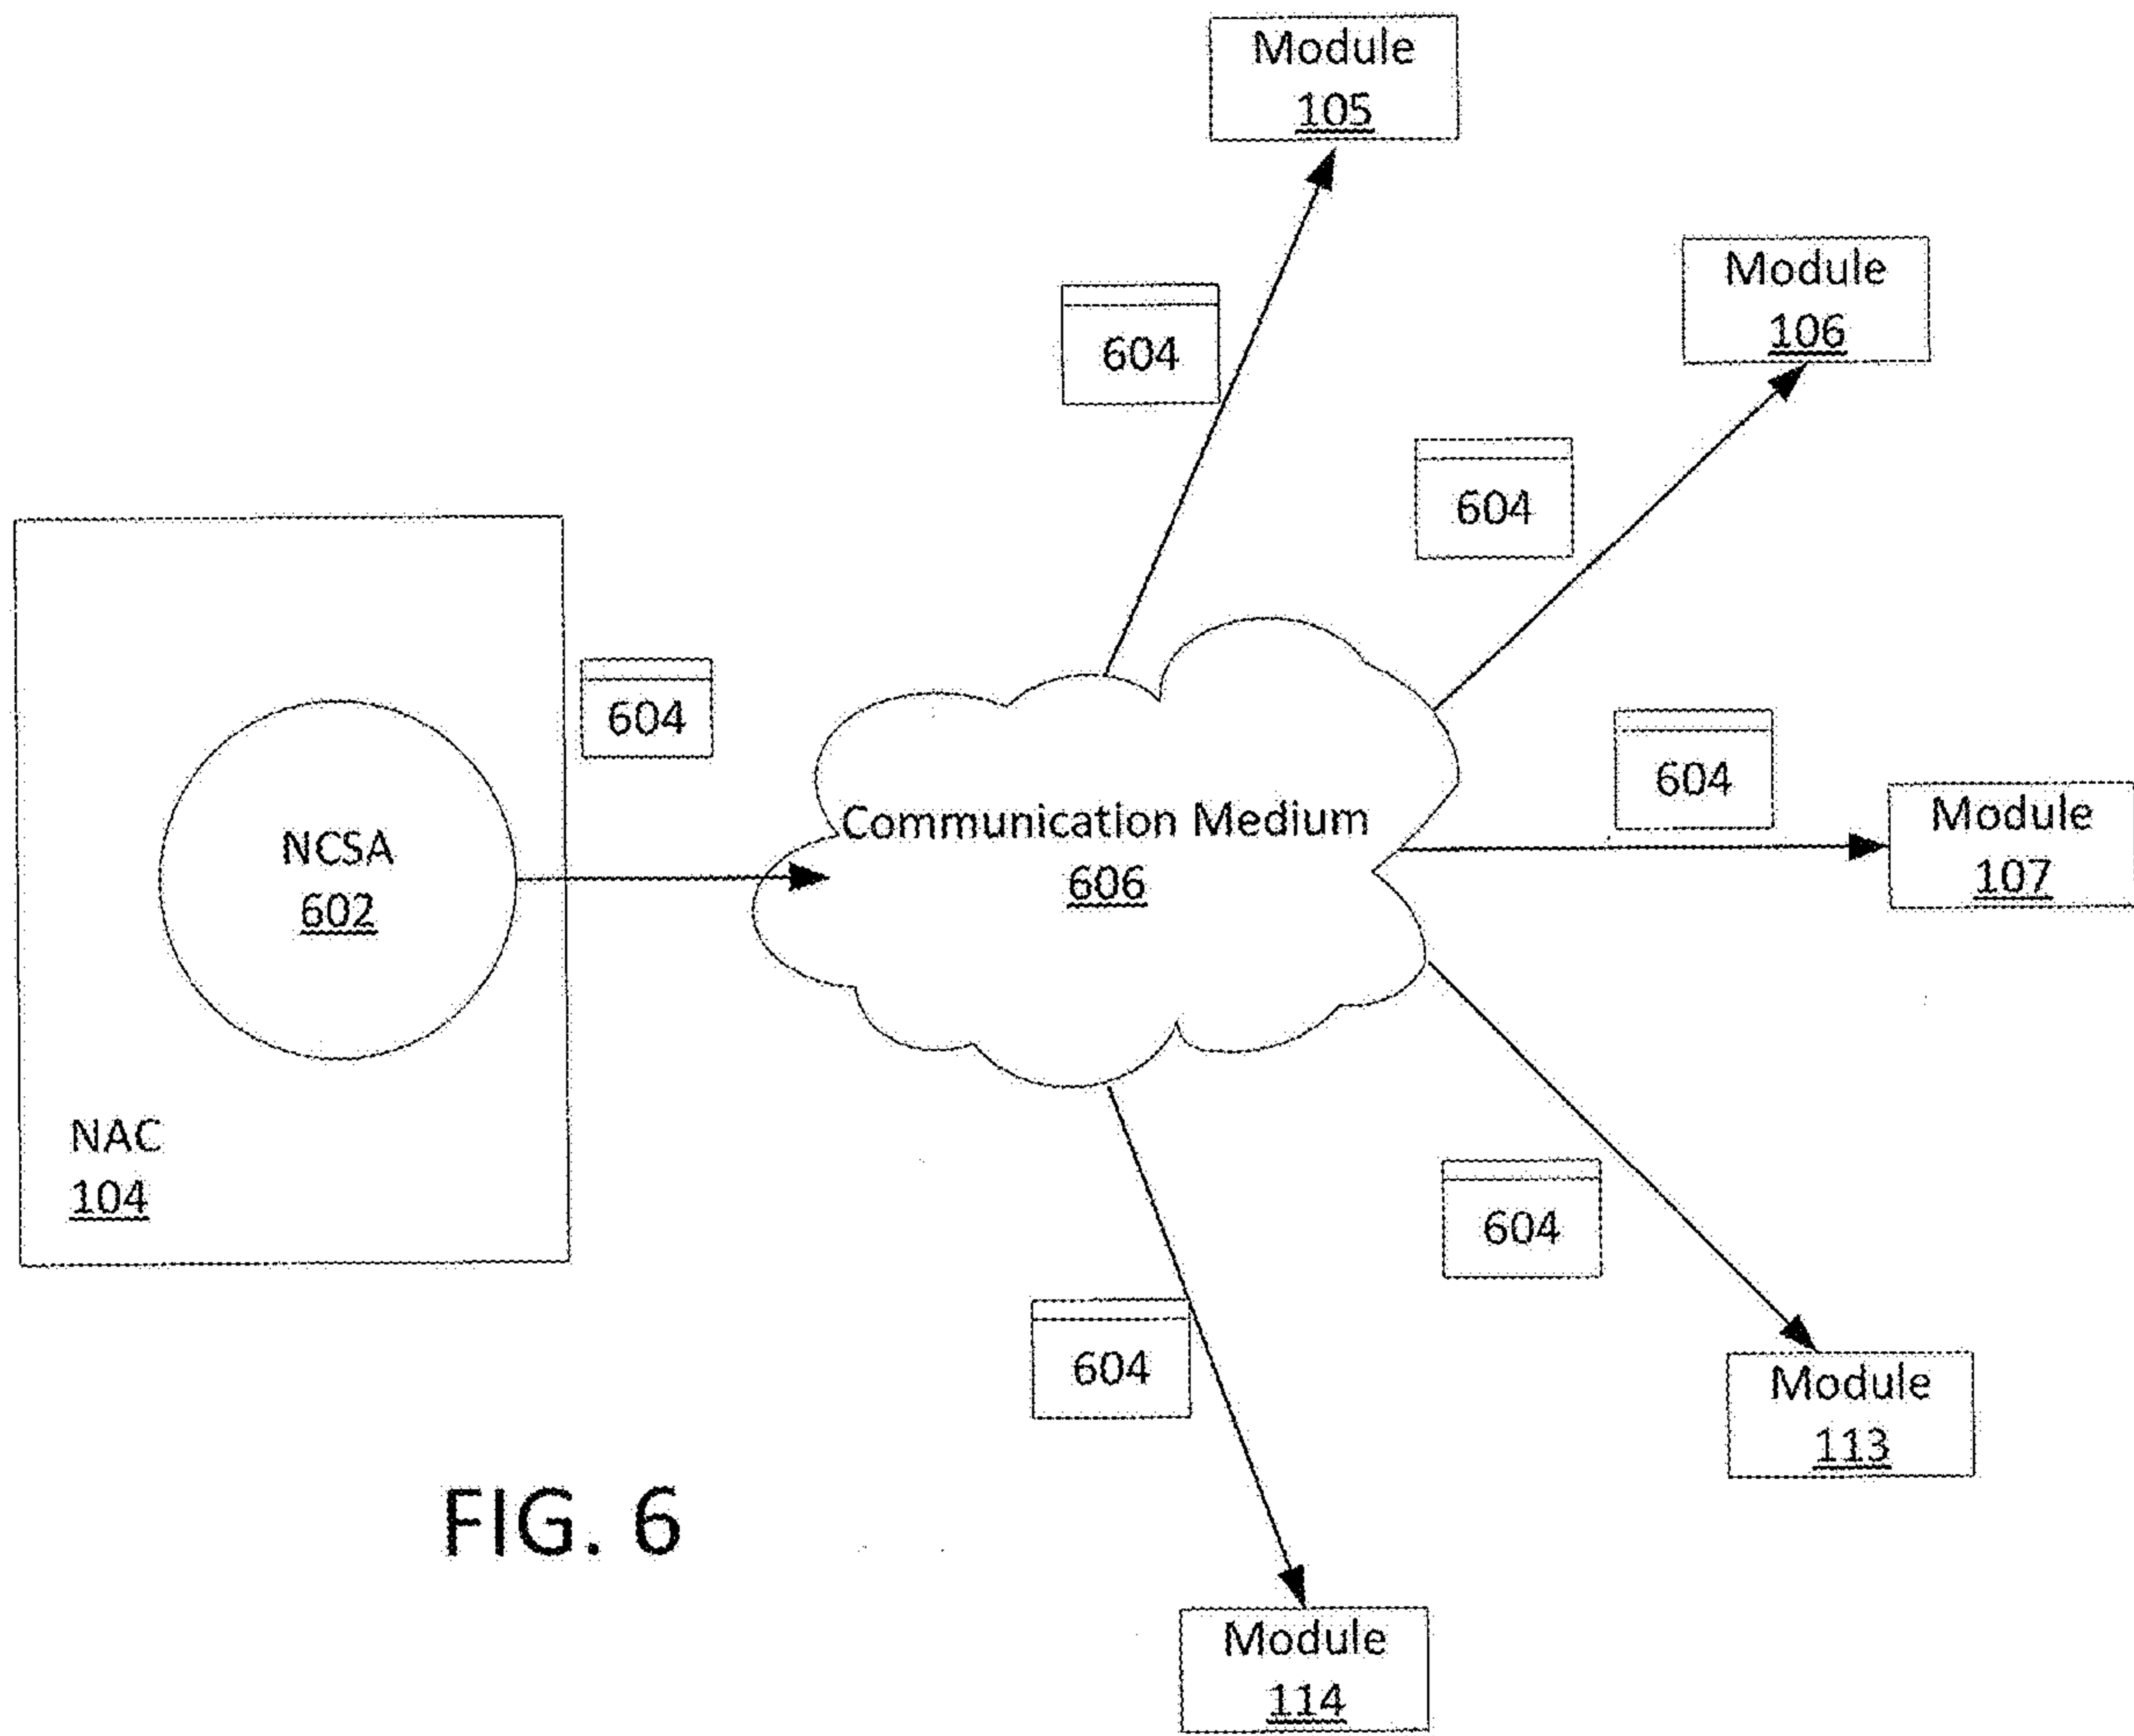 Module
105
Module
106
604
604
604
604
Module
107
NCSA
602
Communication Medium
606
NAC
104
604
604
Module
113
FIG. 6
Module
114